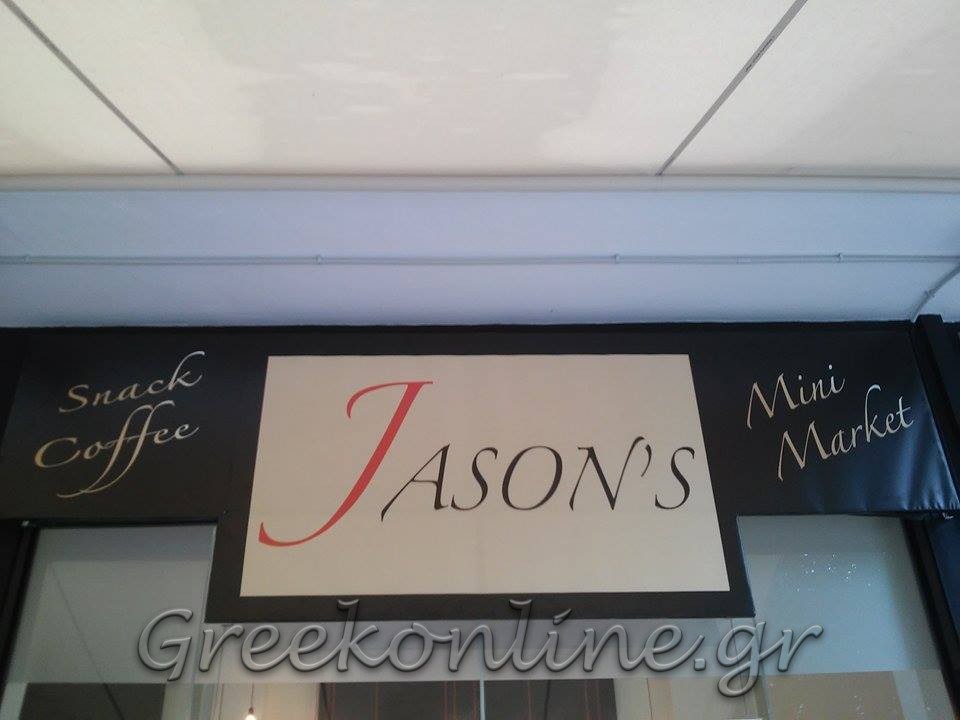 Snack
Coffee
JASON'S
Mini
Market
Greekonline.gr